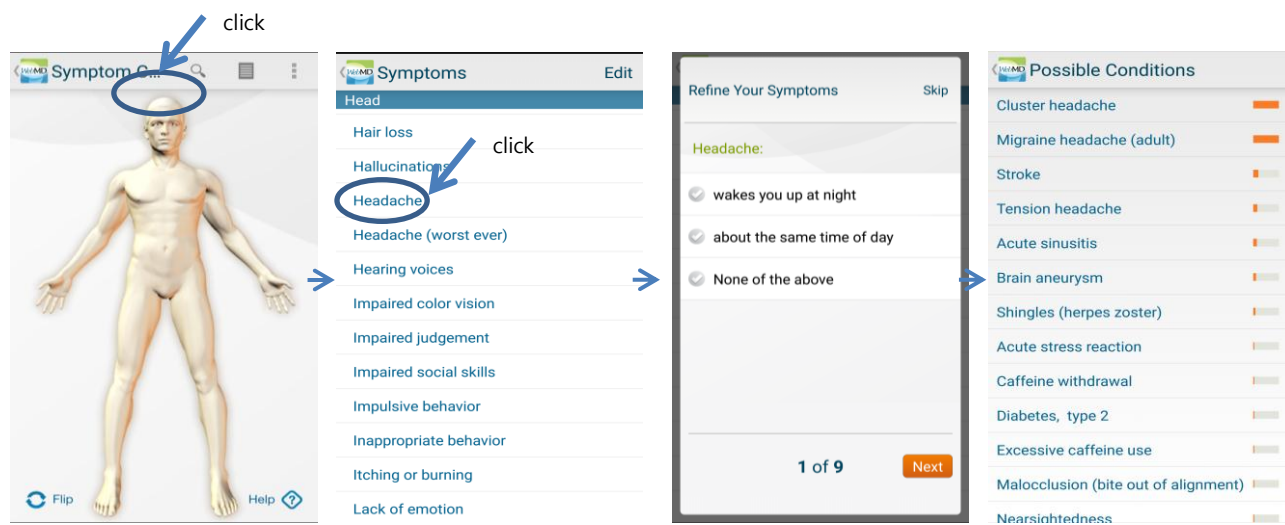 click
WebMD Symptom C...
Flip
Help
WebMD Symptoms
Edit
Head
Hair loss
click
Hallucinations
Headache
Headache (worst ever)
Hearing voices
Impaired color vision
Impaired judgement
Impaired social skills
Impulsive behavior
Inappropriate behavior
Itching or burning
Lack of emotion
Refine Your Symptoms
Skip
Headache:
wakes you up at night
about the same time of day
None of the above
1 of 9
Next
WebMD Possible Conditions
Cluster headache
Migraine headache (adult)
Stroke
Tension headache
Acute sinusitis
Brain aneurysm
Shingles (herpes zoster)
Acute stress reaction
Caffeine withdrawal
Diabetes, type 2
Excessive caffeine use
Malocclusion (bite out of alignment)
Nearsightedness